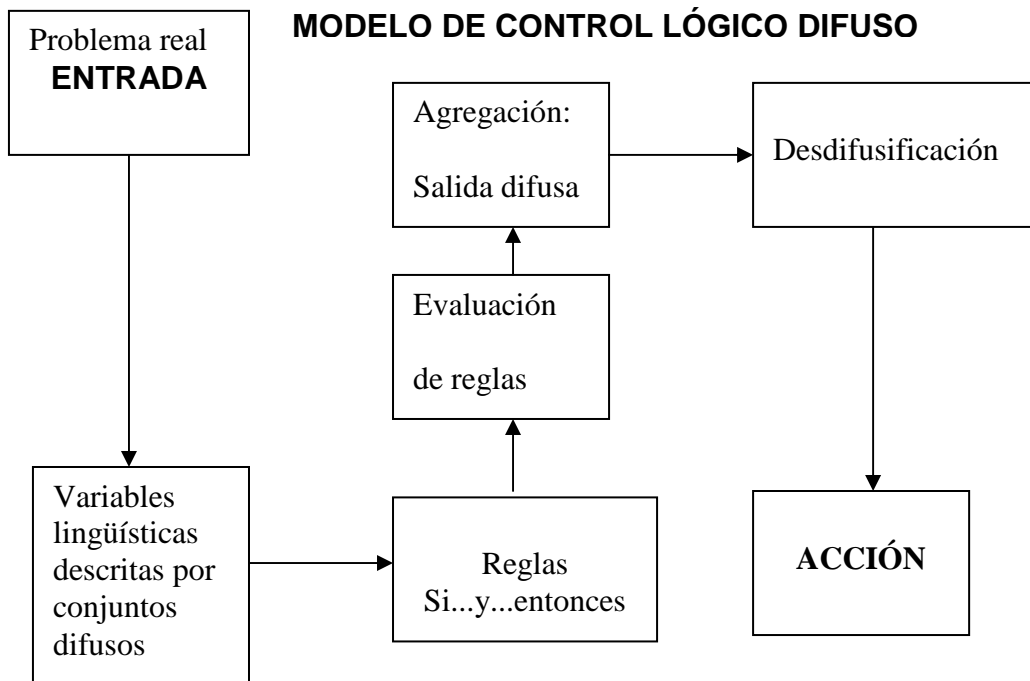 MODELO DE CONTROL LÓGICO DIFUSO
Problema real
ENTRADA
Variables
lingüísticas
descritas por
conjuntos
difusos
Reglas
Si...y...entonces
Evaluación
de reglas
Agregación:
Salida difusa
Desdifusificación
ACCIÓN